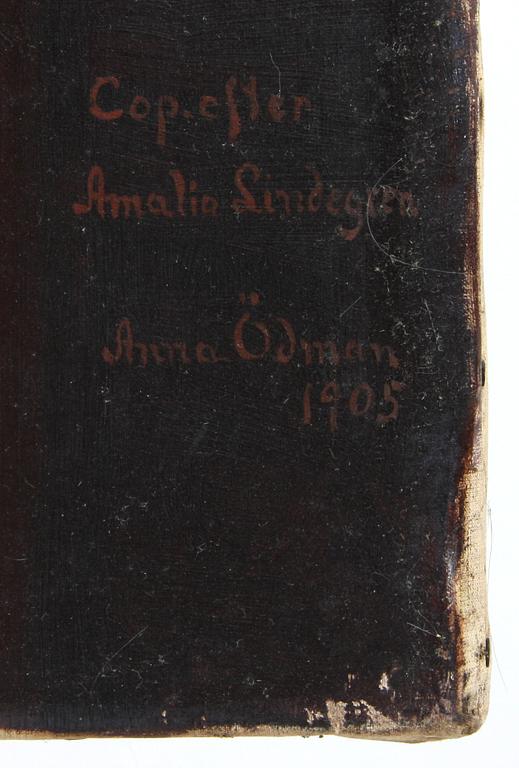 Cop. efter
Amalia Lindegren
Anna Ödman
1905